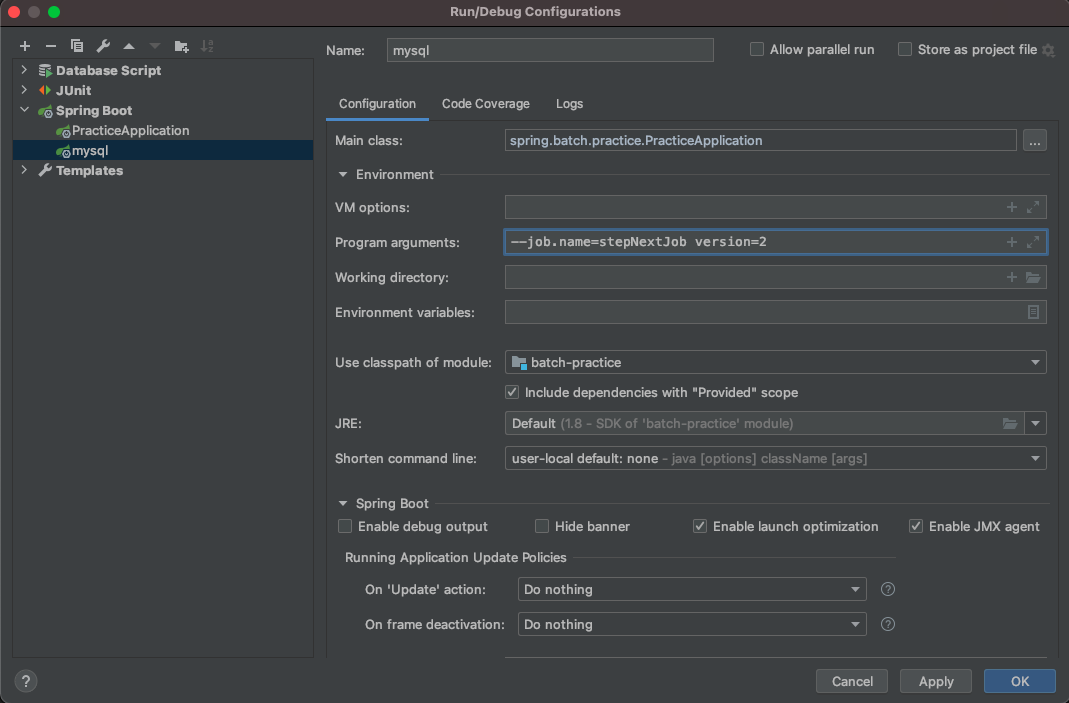 Run/Debug Configurations
Name: mysql
Allow parallel run
Store as project file
Database Script
JUnit
Spring Boot
PracticeApplication
mysql
Templates
Configuration Code Coverage Logs
Main class: spring.batch.practice.PracticeApplication ...
Environment
VM options:
Program arguments: --job.name=stepNextJob version=2
Working directory:
Environment variables:
Use classpath of module: batch-practice
Include dependencies with "Provided" scope
JRE: Default (1.8 - SDK of 'batch-practice' module)
Shorten command line: user-local default: none - java [options] className [args]
Spring Boot
Enable debug output Hide banner Enable launch optimization Enable JMX agent
Running Application Update Policies
On 'Update' action: Do nothing ?
On frame deactivation: Do nothing ?
? Cancel Apply OK